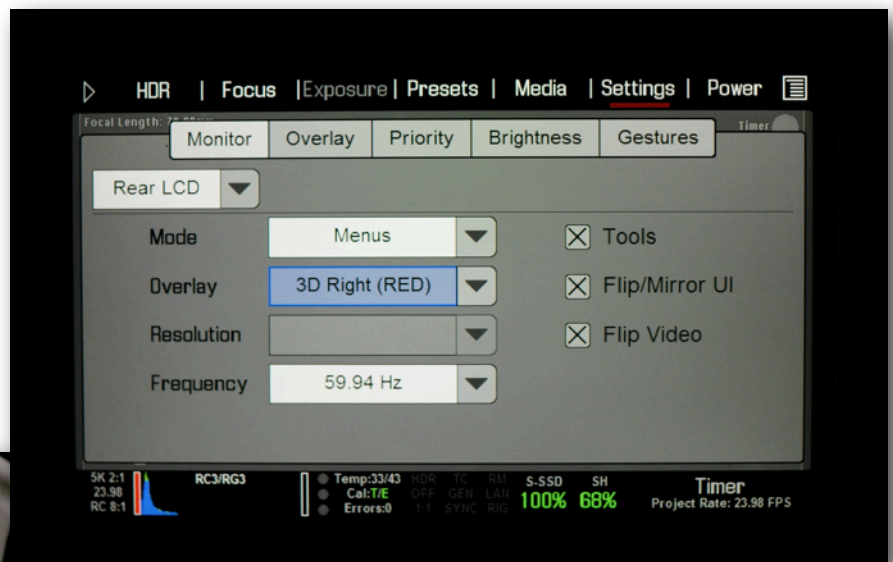 HDR | Focus | Exposure | Presets | Media | Settings | Power
Focal Length:
Timer
Monitor Overlay Priority Brightness Gestures
Rear LCD
Mode Menus Tools
Overlay 3D Right (RED) Flip/Mirror UI
Resolution Flip Video
Frequency 59.94 Hz
5K 2:1 RC3/RG3 Temp:33/43 HDR TC RM S-SSD SH Timer
23.98 Cal:T/E OFF GEN LAN 100% 68% Project Rate: 23.98 FPS
RC 8:1 Errors:0 1:1 SYNC RIG